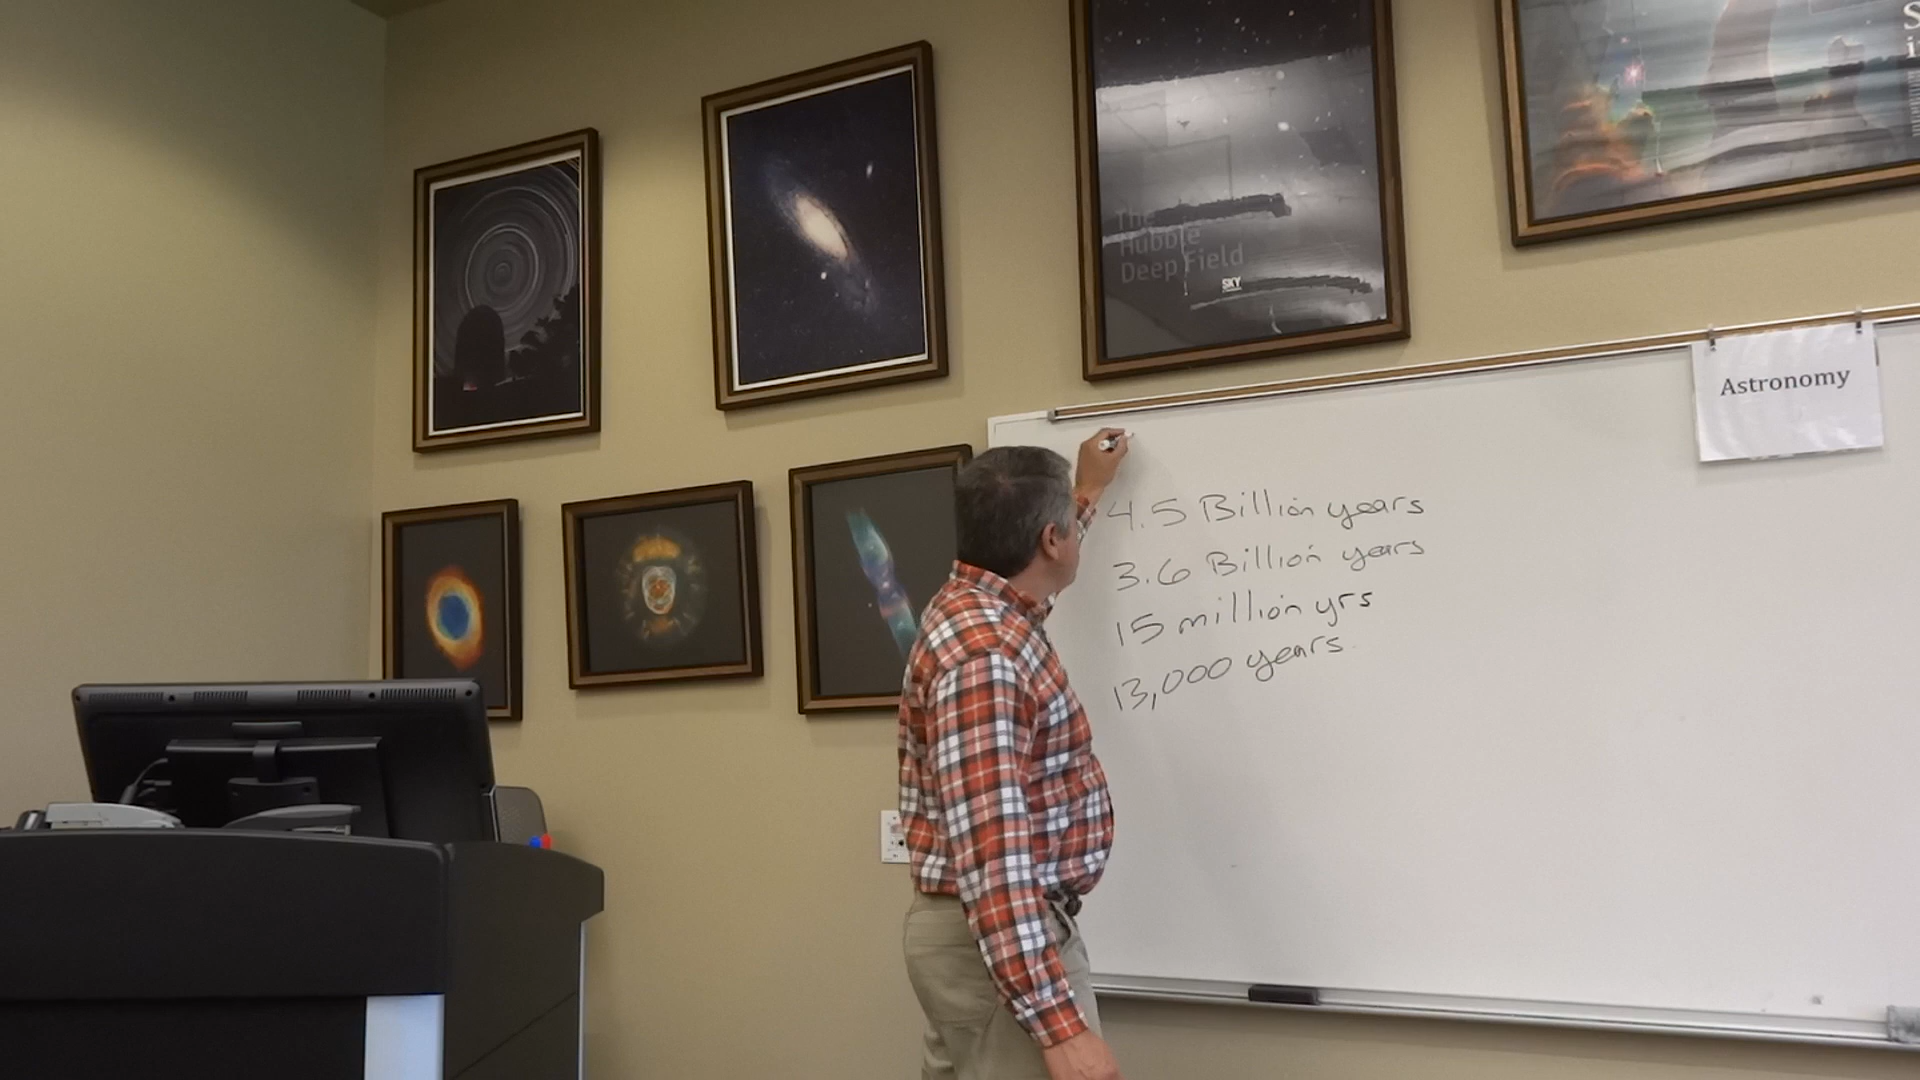 The
Hubble
Deep Field
SKY
Astronomy
4.5 Billion years
3.6 Billion years
15 million yrs
13,000 years